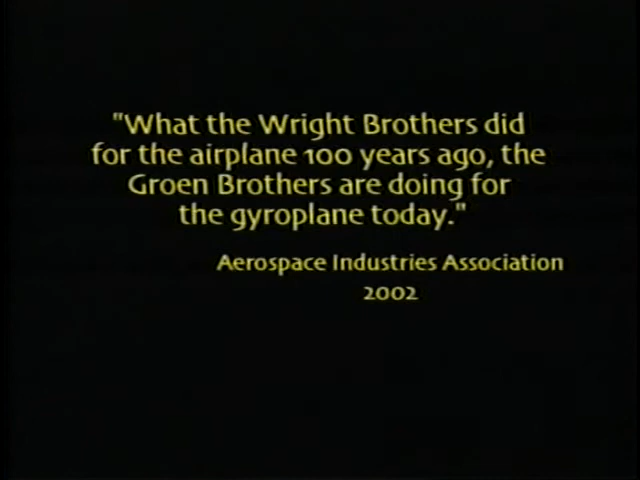 "What the Wright Brothers did
for the airplane 100 years ago, the
Groen Brothers are doing for
the gyroplane today."
Aerospace Industries Association
2002